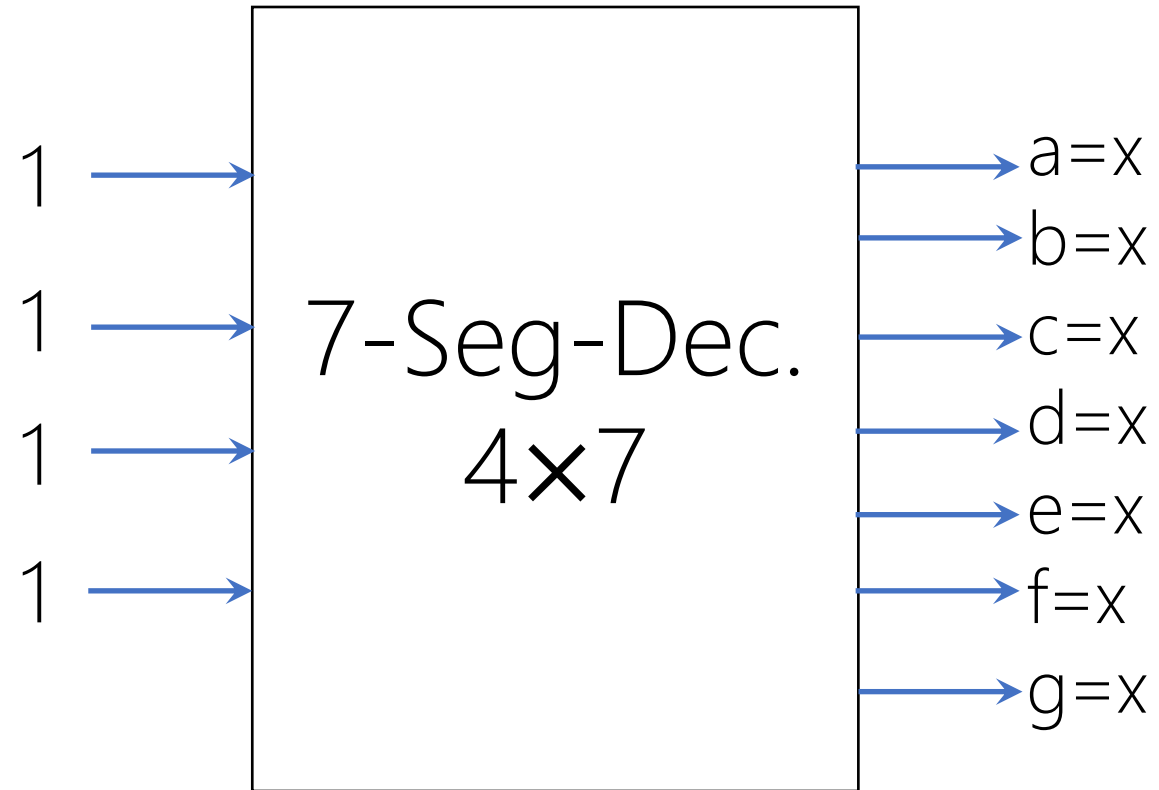 1
1
1
1
7-Seg-Dec.
4×7
a=x
b=x
c=x
d=x
e=x
f=x
g=x